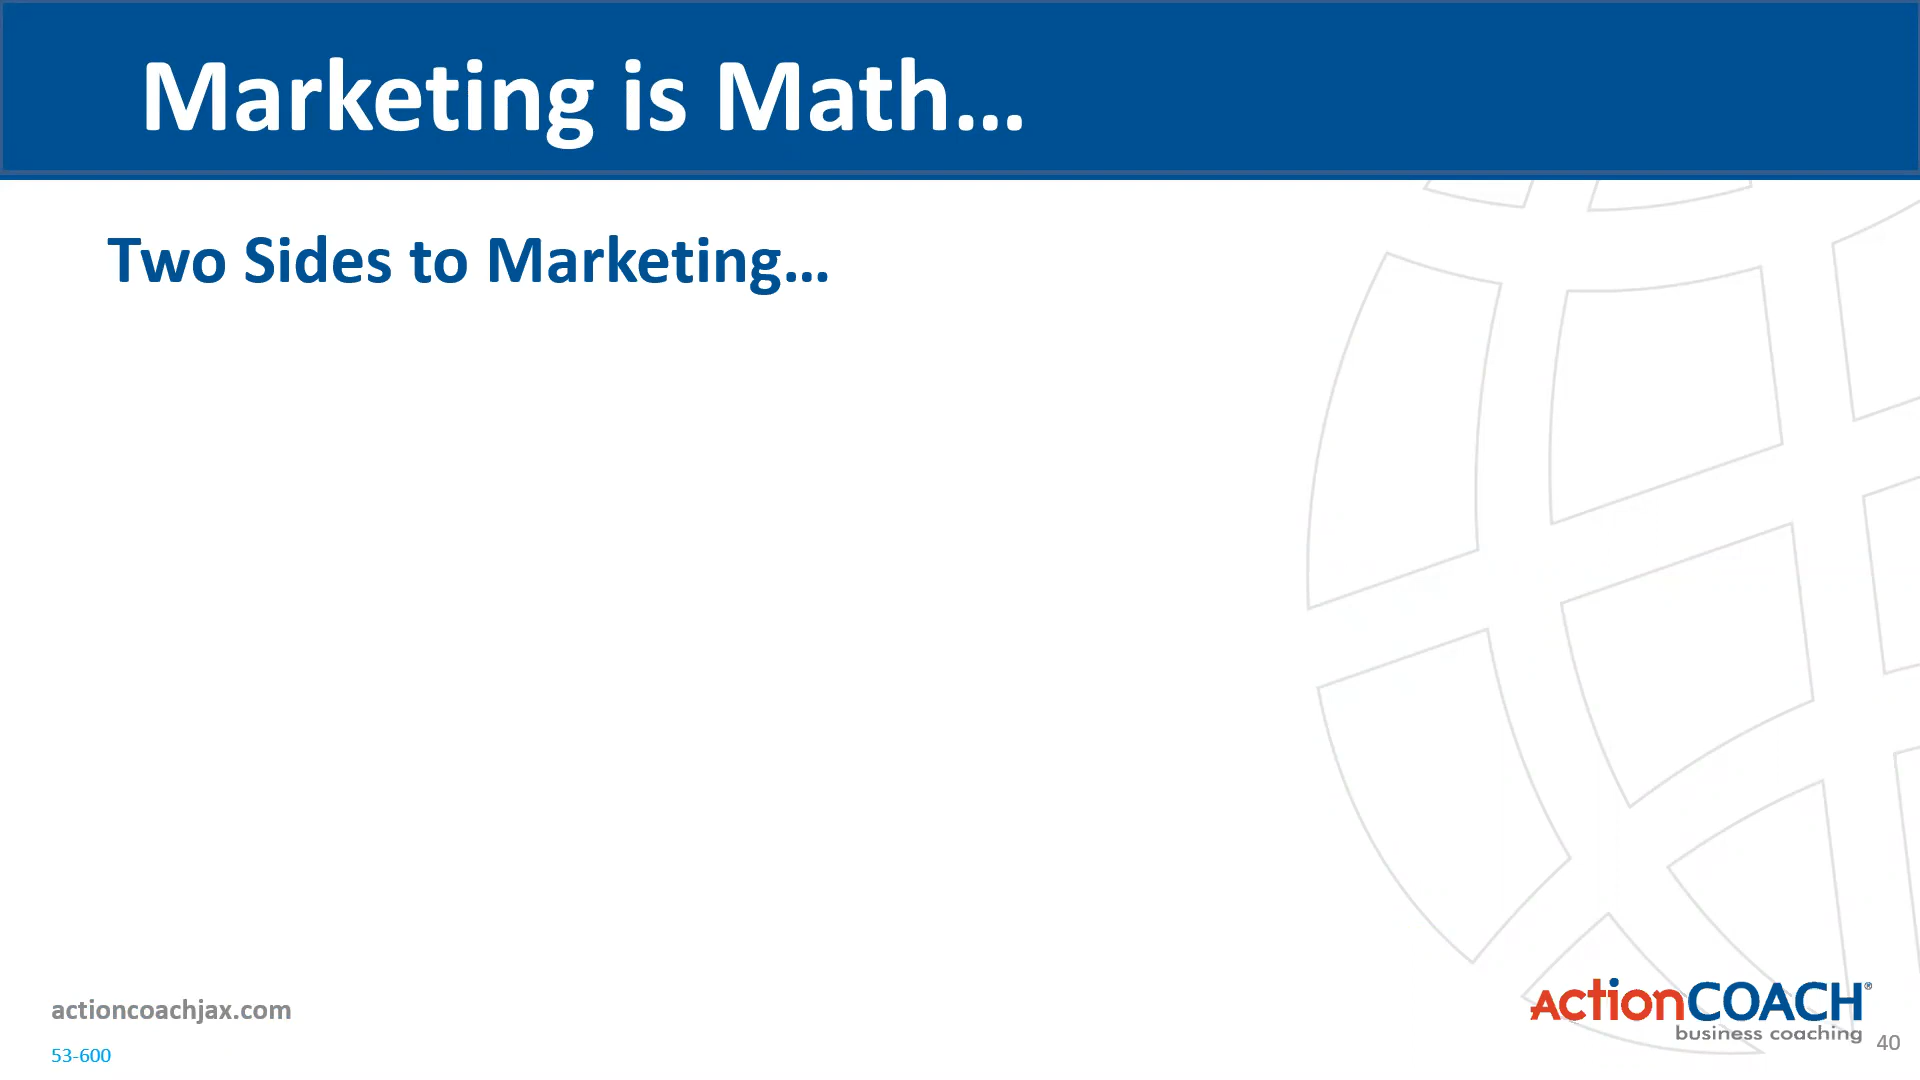 Marketing is Math...
Two Sides to Marketing...
actioncoachjax.com
53-600
ActionCOACH®
business coaching
40